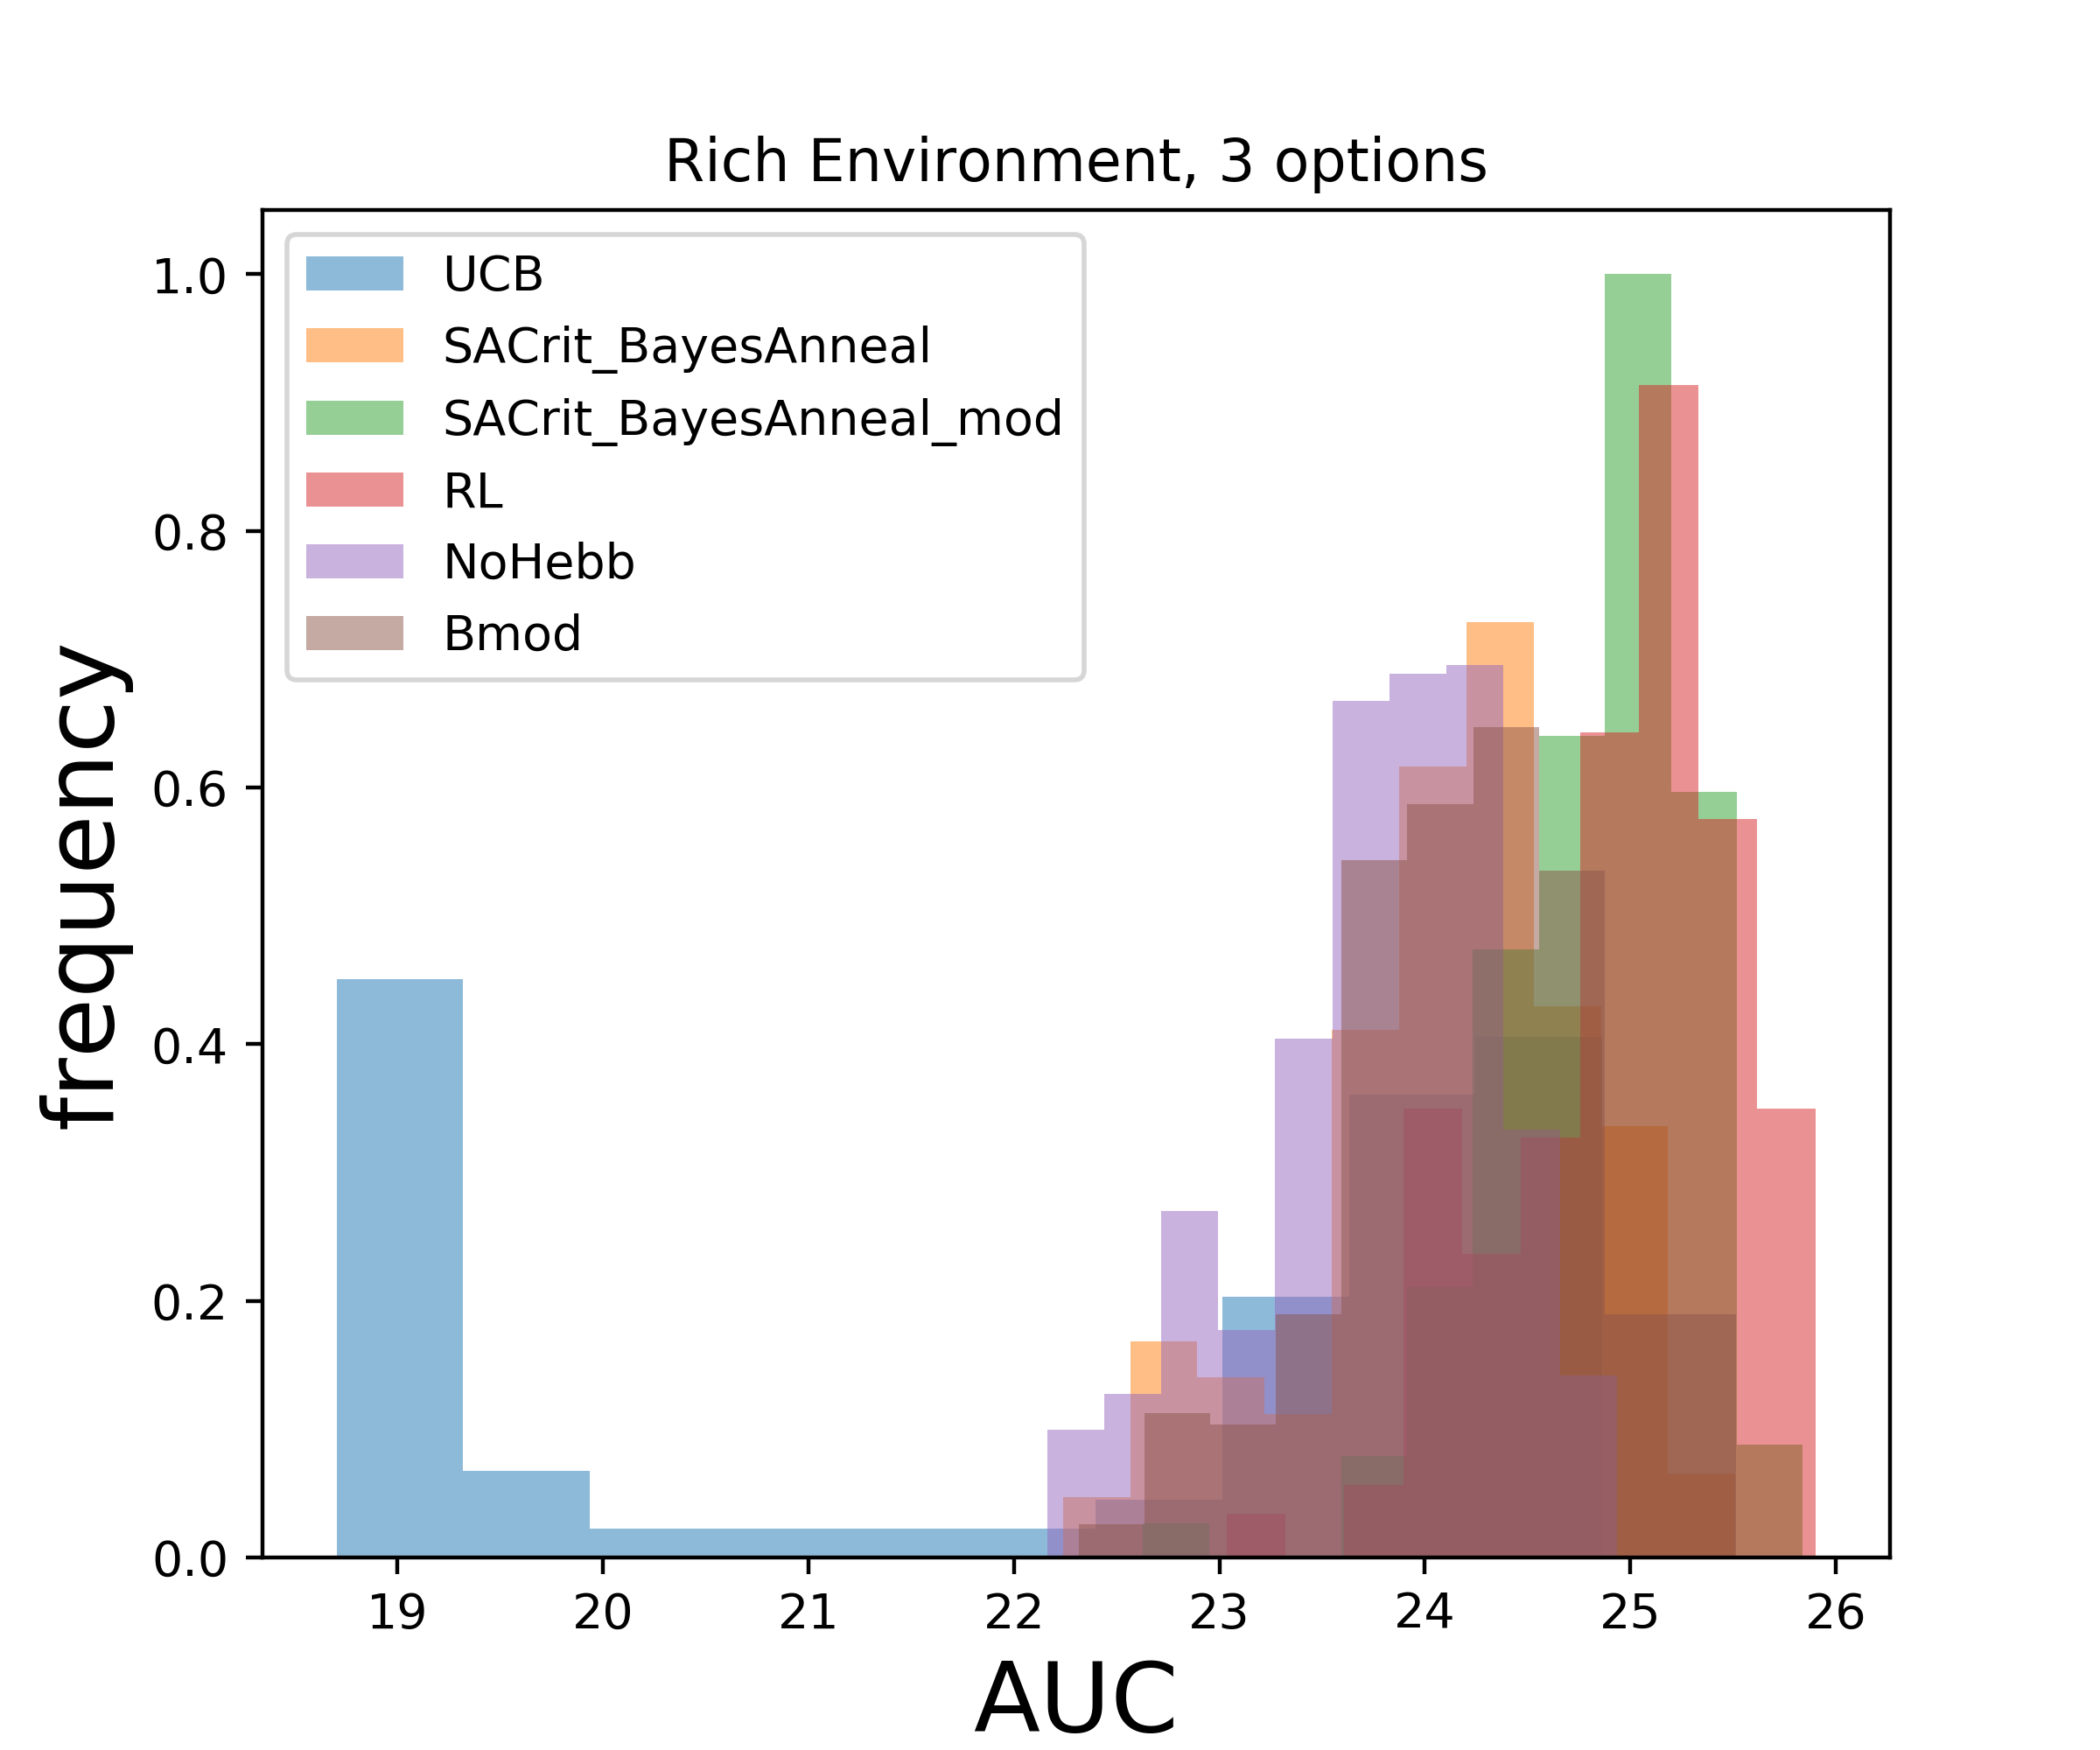 Rich Environment, 3 options
UCB
SACrit_BayesAnneal
SACrit_BayesAnneal_mod
RL
NoHebb
Bmod
frequency
1.0
0.8
0.6
0.4
0.2
0.0
19 20 21 22 23 24 25 26
AUC